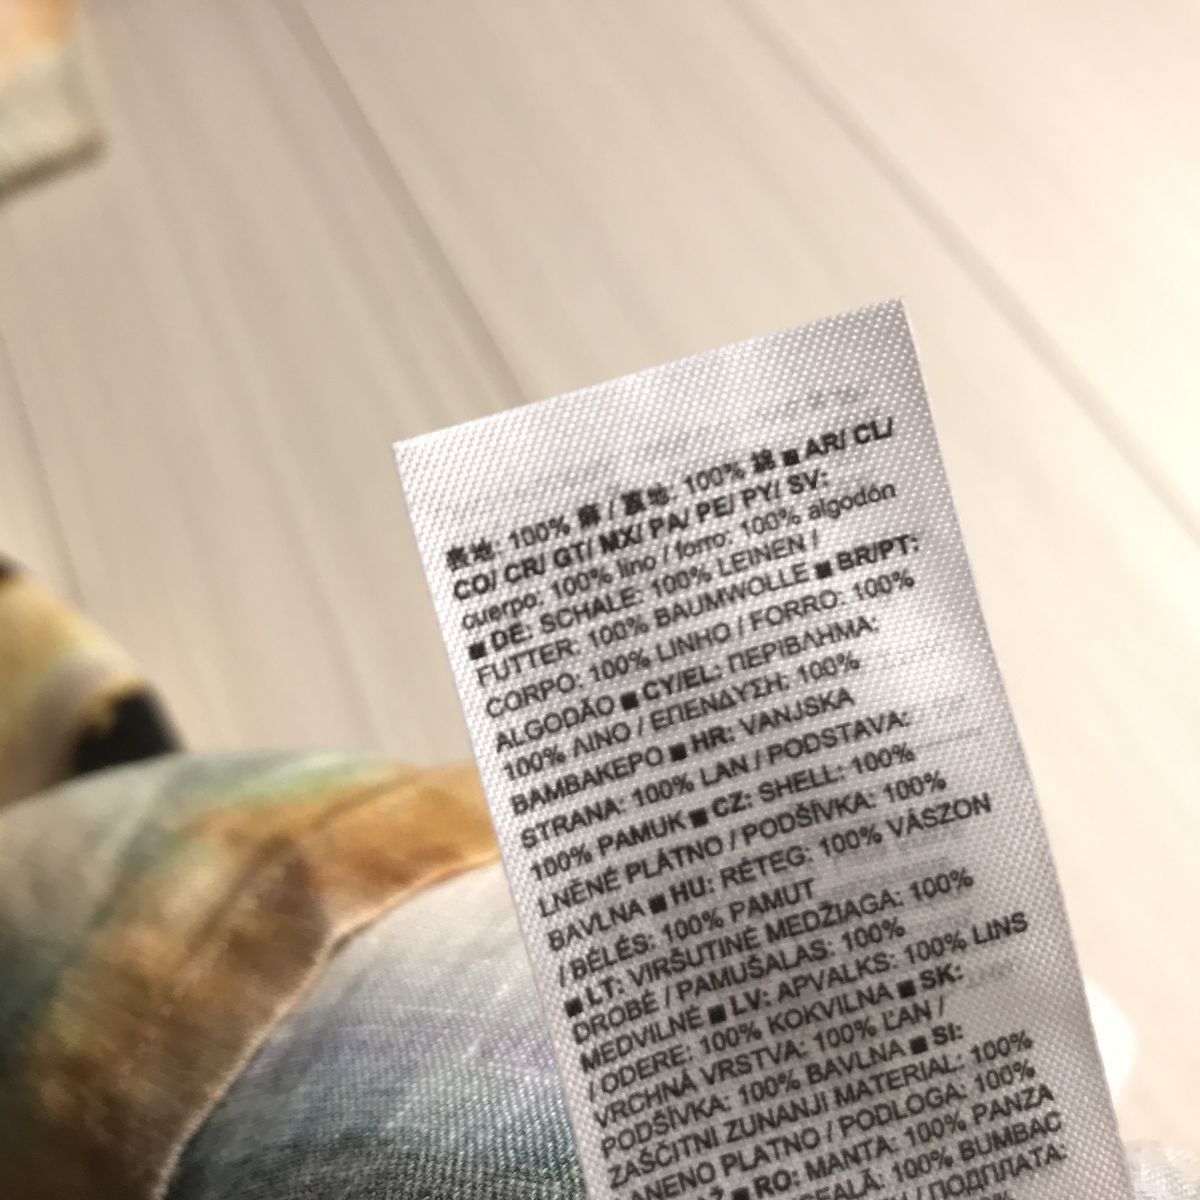 表地: 100% 麻 / 裏地: 100% 綿 ■ AR/ CL/
CO/ CR/ GT/ MX/ PA/ PE/ PY/ SV:
cuerpo: 100% lino / forro: 100% algodón
■ DE: SCHALE: 100% LEINEN /
FUTTER: 100% BAUMWOLLE ■ BR/PT:
CORPO: 100% LINHO / FORRO: 100%
ALGODÃO ■ CY/EL: ΠΕΡΙΒΛΗΜΑ:
100% ΛΙΝΟ / ΕΠΕΝΔΥΣΗ: 100%
ΒΑΜΒΑΚΕΡΟ ■ HR: VANJSKA
STRANA: 100% LAN / PODSTAVA:
100% PAMUK ■ CZ: SHELL: 100%
LNĚNÉ PLÁTNO / PODŠÍVKA: 100%
BAVLNA ■ HU: RÉTEG: 100% VÁSZON
/ BÉLÉS: 100% PAMUT
■ LT: VIRŠUTINĖ MEDŽIAGA: 100%
DROBĖ / PAMUŠALAS: 100%
MEDVILNĖ ■ LV: APVALKS: 100% LINS
/ ODERE: 100% KOKVILNA ■ SK:
VRCHNÁ VRSTVA: 100% ĽAN /
PODŠÍVKA: 100% BAVLNA ■ SI:
ZAŠČITNI ZUNANJI MATERIAL: 100%
LANENO PLATNO / PODLOGA: 100%
■ RO: MANTA: 100% PANZA
100% BUMBAC
/ ПОДПЛАТА: